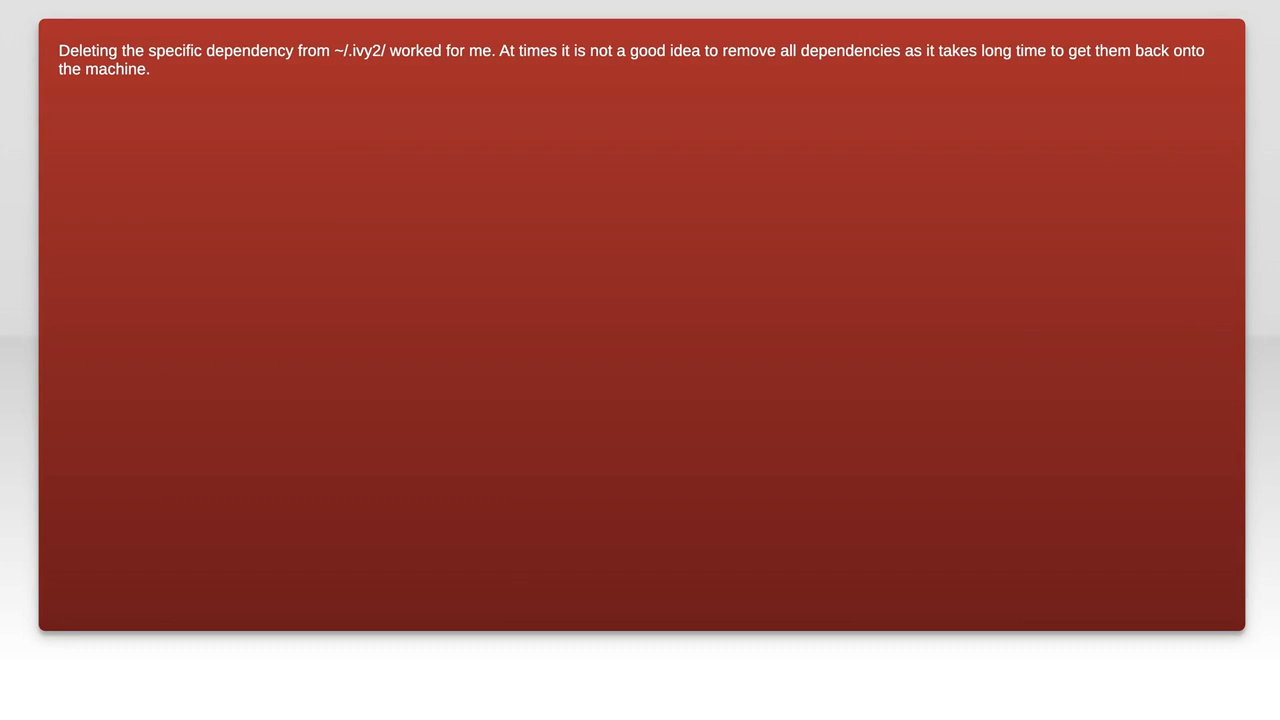 Deleting the specific dependency from ~/.ivy2/ worked for me. At times it is not a good idea to remove all dependencies as it takes long time to get them back onto
the machine.